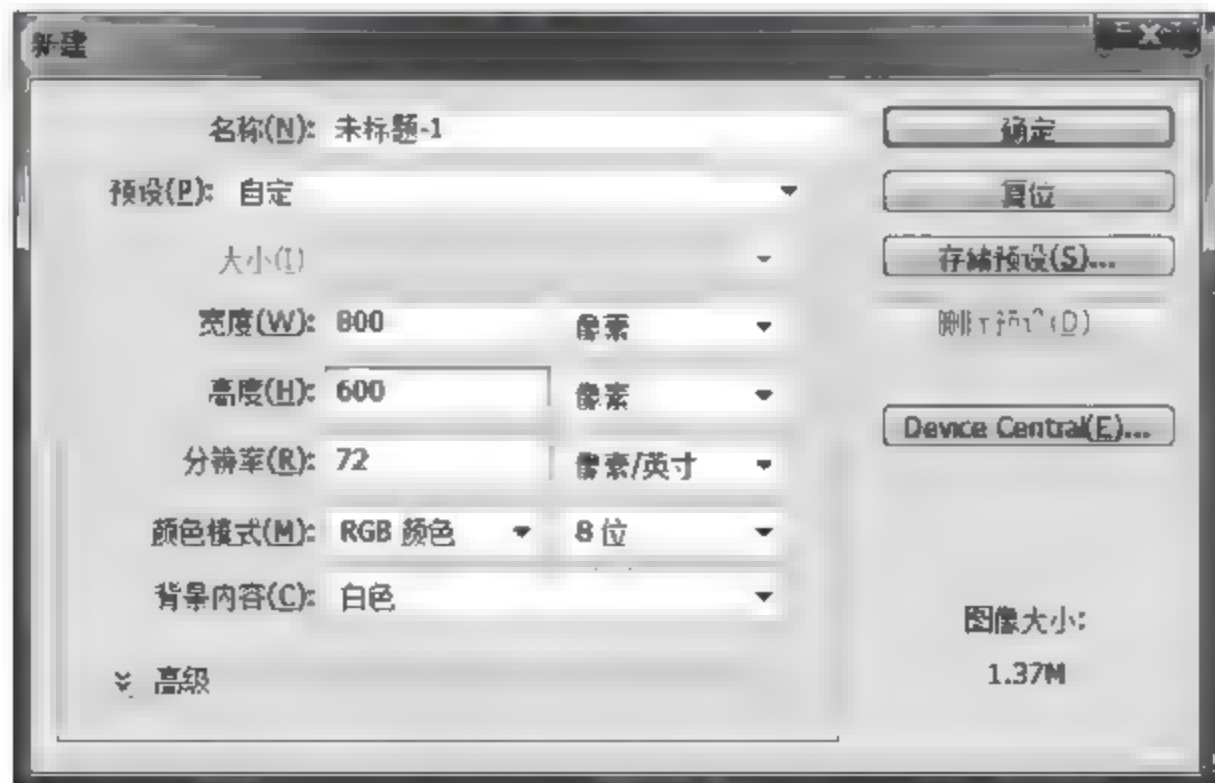 新建
名称(N): 未标题-1
确定
预设(P): 自定
复位
大小(I)
存储预设(S)...
宽度(W): 800 像素
(D)
高度(H): 600 像素
Device Central(E)...
分辨率(R): 72 像素/英寸
颜色模式(M): RGB 颜色 8 位
背景内容(C): 白色
图像大小:
高级
1.37M